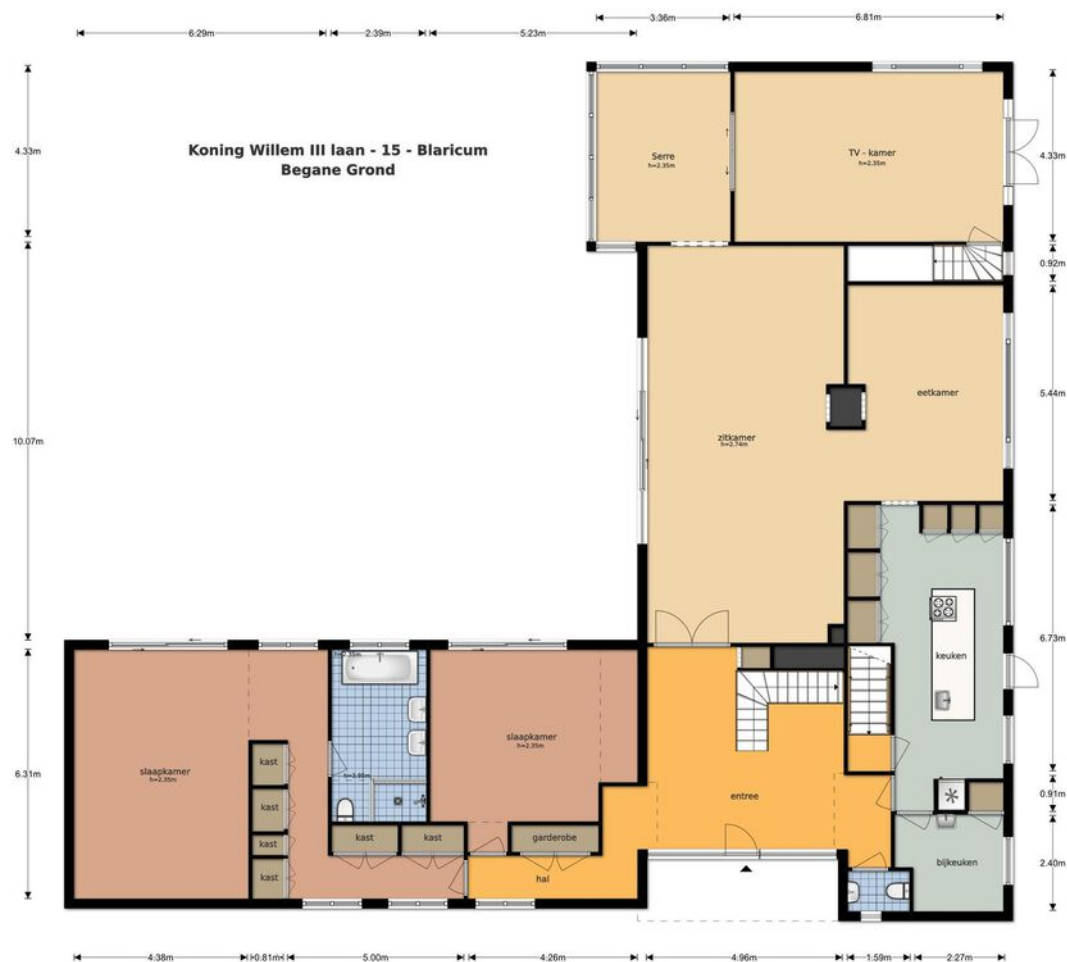 3.36m
6.81m
6.29m
2.39m
5.23m
4.33m
Koning Willem III laan - 15 - Blaricum
Begane Grond
Serre
h=2.35m
TV - kamer
h=2.35m
4.33m
0.92m
10.07m
zitkamer
h=2.74m
eetkamer
5.44m
keuken
6.73m
h=2.35m
slaapkamer
h=2.35m
kast
kast
kast
kast
slaapkamer
h=2.35m
kast
kast
garderobe
hal
entree
6.31m
0.91m
bijkeuken
2.40m
4.38m
0.81m
5.00m
4.26m
4.96m
1.59m
2.27m